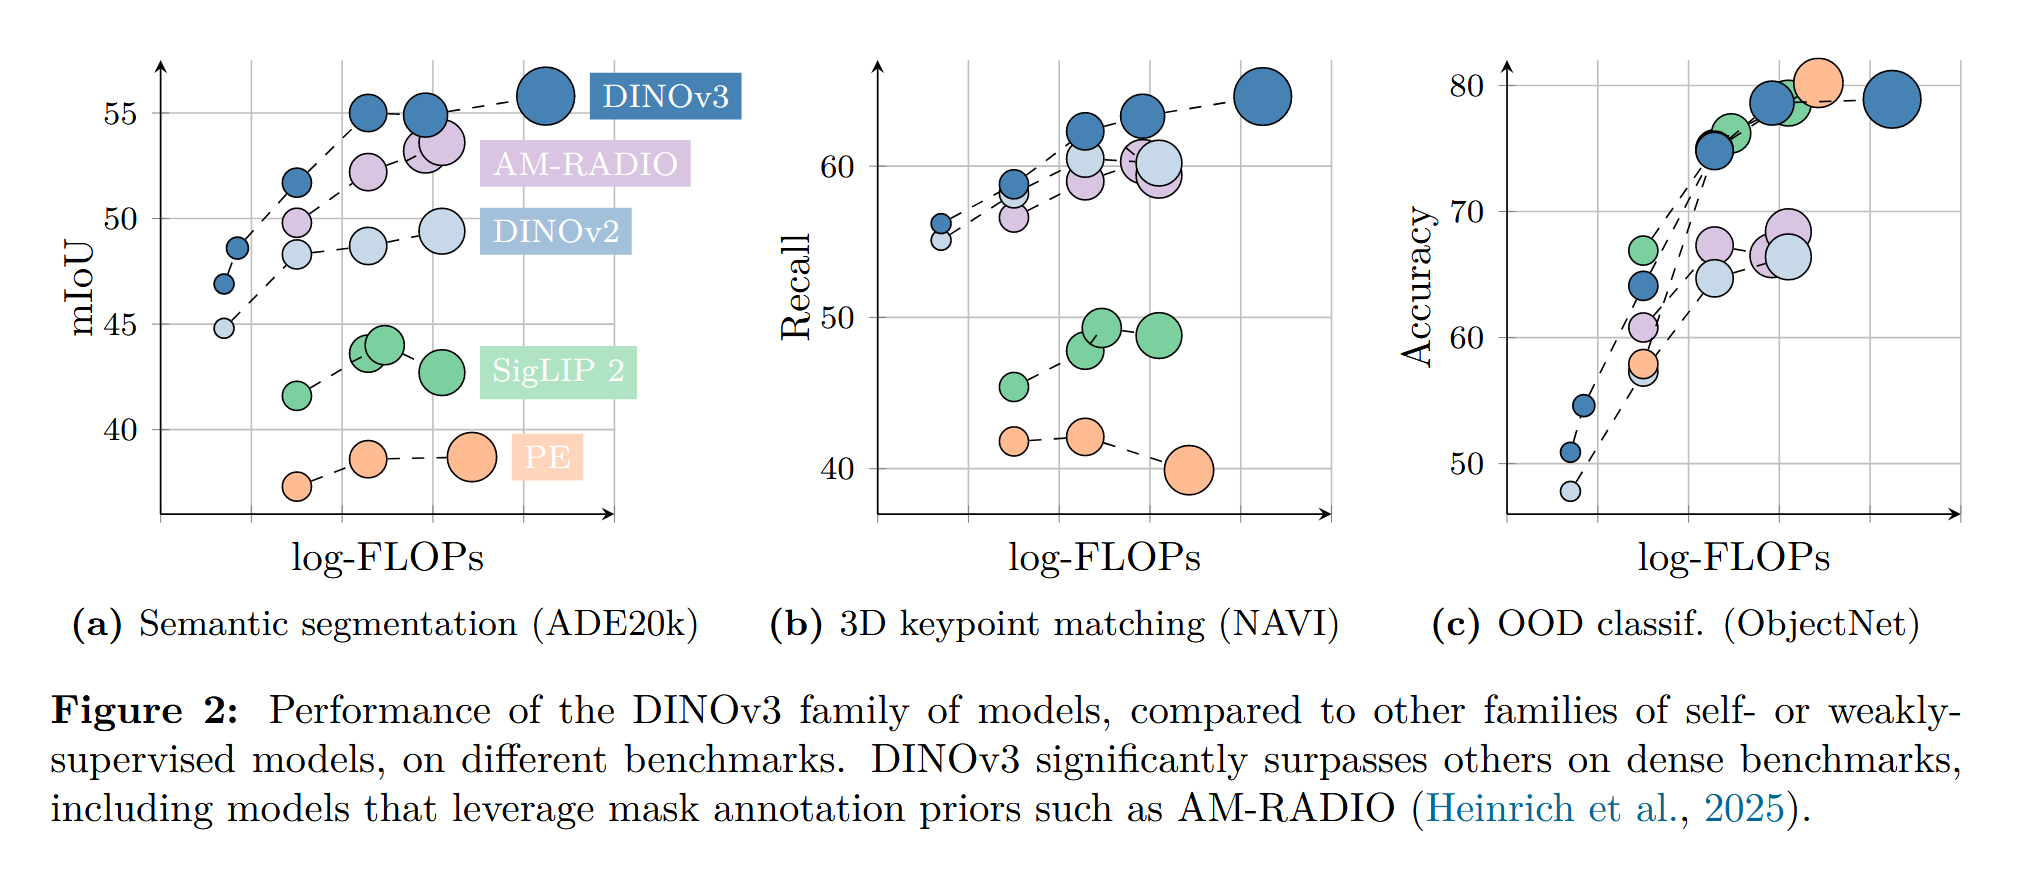 55
50
45
40
mIoU
DINOv3
AM-RADIO
DINOv2
SigLIP 2
PE
log-FLOPs
(a) Semantic segmentation (ADE20k)
60
50
40
Recall
log-FLOPs
(b) 3D keypoint matching (NAVI)
80
70
60
50
Accuracy
log-FLOPs
(c) OOD classif. (ObjectNet)
Figure 2: Performance of the DINOv3 family of models, compared to other families of self- or weakly-
supervised models, on different benchmarks. DINOv3 significantly surpasses others on dense benchmarks,
including models that leverage mask annotation priors such as AM-RADIO (Heinrich et al., 2025).